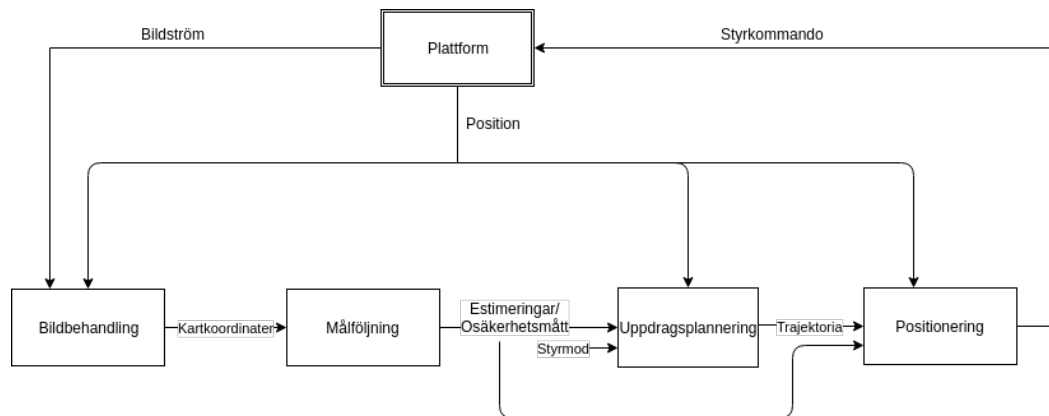 Bildström
Plattform
Styrkommando
Position
Bildbehandling
Kartkoordinater
Målföljning
Estimeringar/
Osäkerhetsmått
Styrmod
Uppdragsplannering
Trajektoria
Positionering